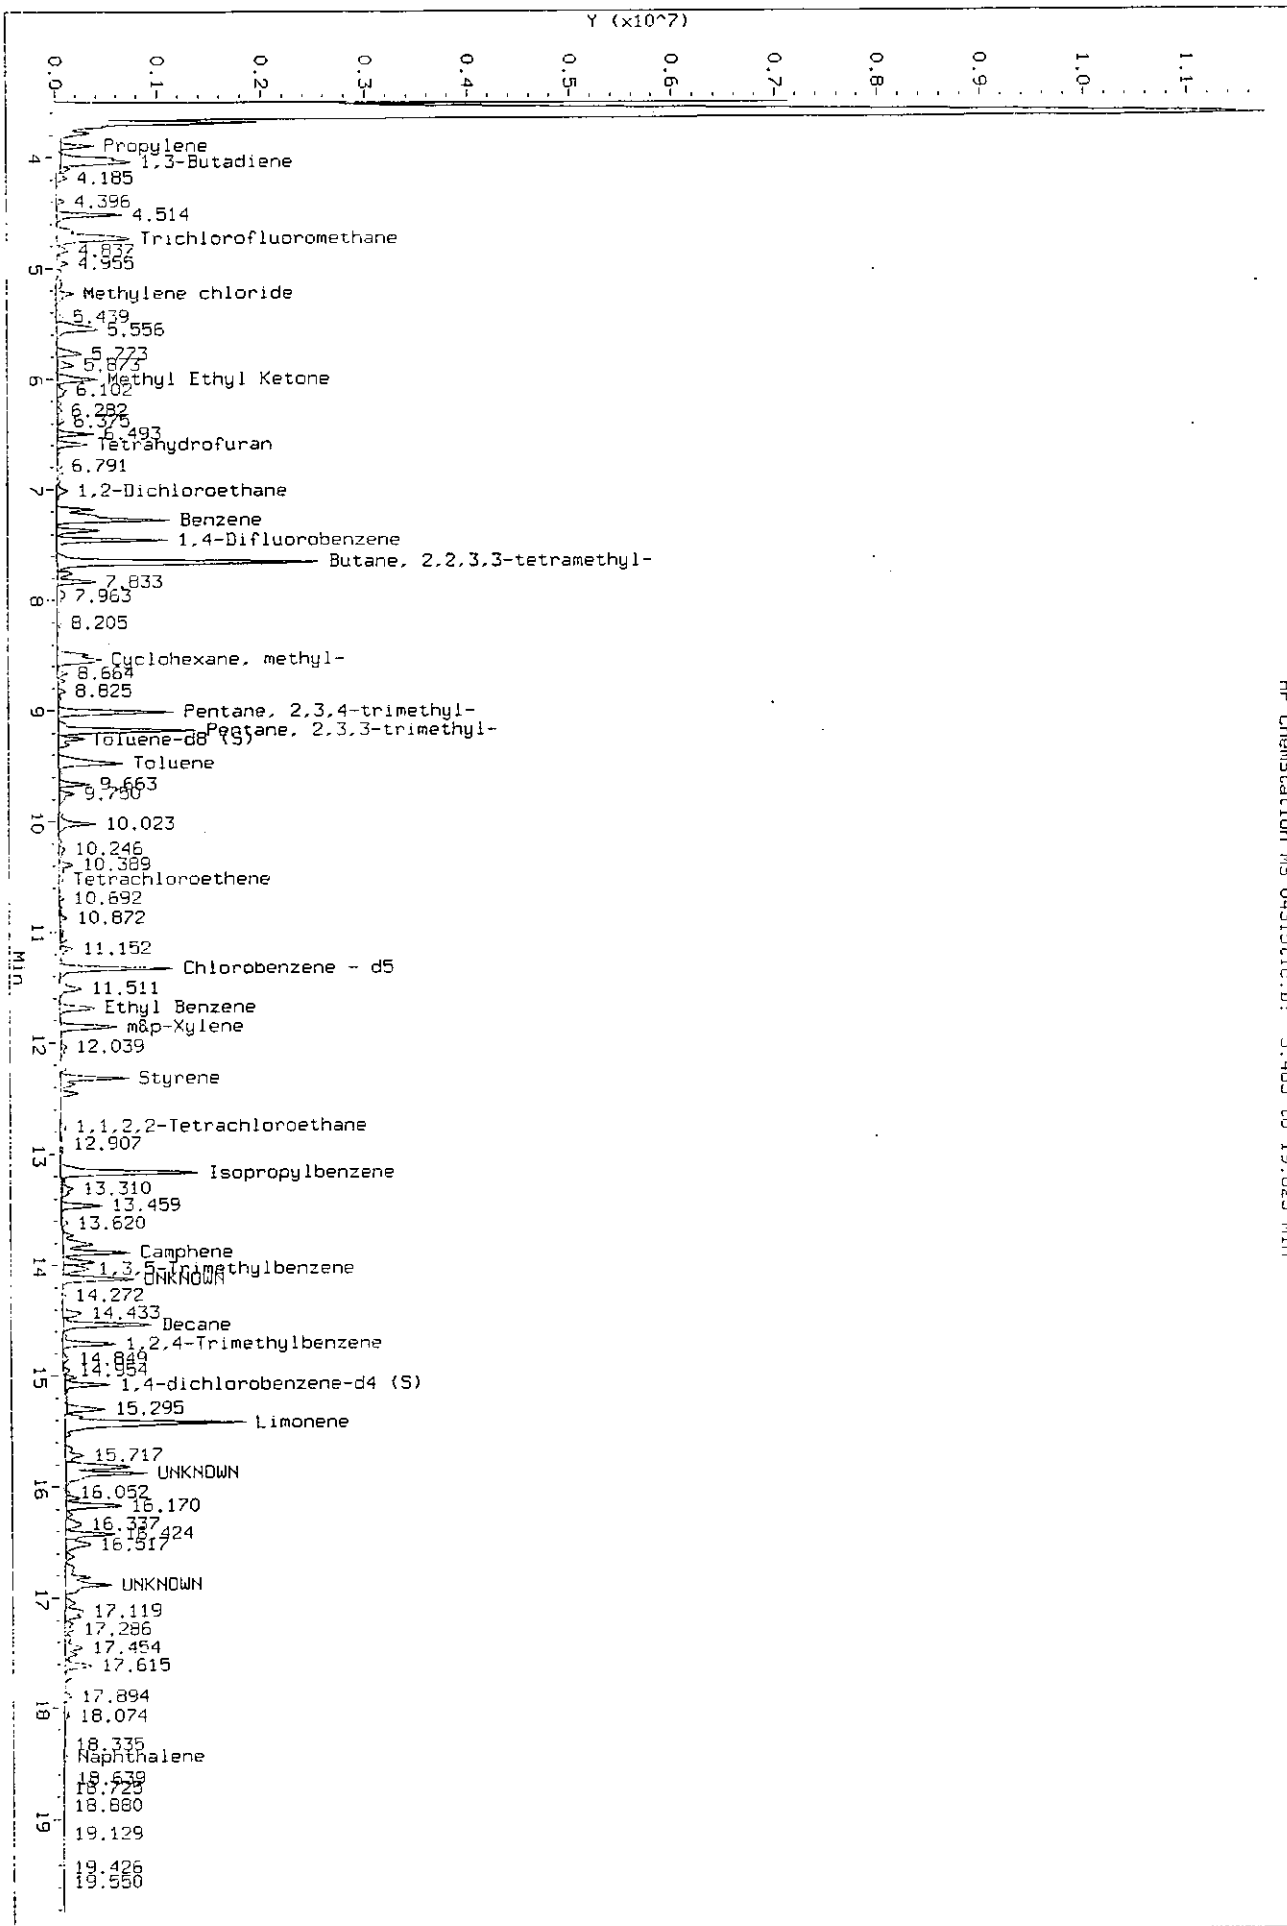 Y (x10^7)
0.0
0.1
0.2
0.3
0.4
0.5
0.6
0.7
0.8
0.9
1.0
1.1
Propylene
4
1,3-Butadiene
4.185
4.396
4.514
Trichlorofluoromethane
4.837
4.955
5
Methylene chloride
5.439
5.556
5.773
5.873
6
Methyl Ethyl Ketone
6.102
6.282
6.375
6.493
Tetrahydrofuran
6.791
7
1,2-Dichloroethane
Benzene
1,4-Difluorobenzene
Butane, 2,2,3,3-tetramethyl-
7.833
7.963
8
8.205
Cyclohexane, methyl-
8.664
8.825
9
Pentane, 2,3,4-trimethyl-
Pentane, 2,3,3-trimethyl-
Toluene-d8 (S)
Toluene
9.663
9.750
10
10.023
10.246
10.389
Tetrachloroethene
10.692
10.872
11
11.152
Chlorobenzene - d5
11.511
Ethyl Benzene
m&p-Xylene
12
12.039
Styrene
1,1,2,2-Tetrachloroethane
12.907
13
Isopropylbenzene
13.310
13.459
13.620
Camphene
14
1,3,5-Trimethylbenzene
UNKNOWN
14.272
14.433
Decane
1,2,4-Trimethylbenzene
14.849
14.954
15
1,4-dichlorobenzene-d4 (S)
15.295
Limonene
15.717
UNKNOWN
16
16.052
16.170
16.337
16.424
16.517
UNKNOWN
17
17.119
17.286
17.454
17.615
17.894
18
18.074
18.335
Naphthalene
18.639
18.725
18.880
19
19.129
19.426
19.550
Min